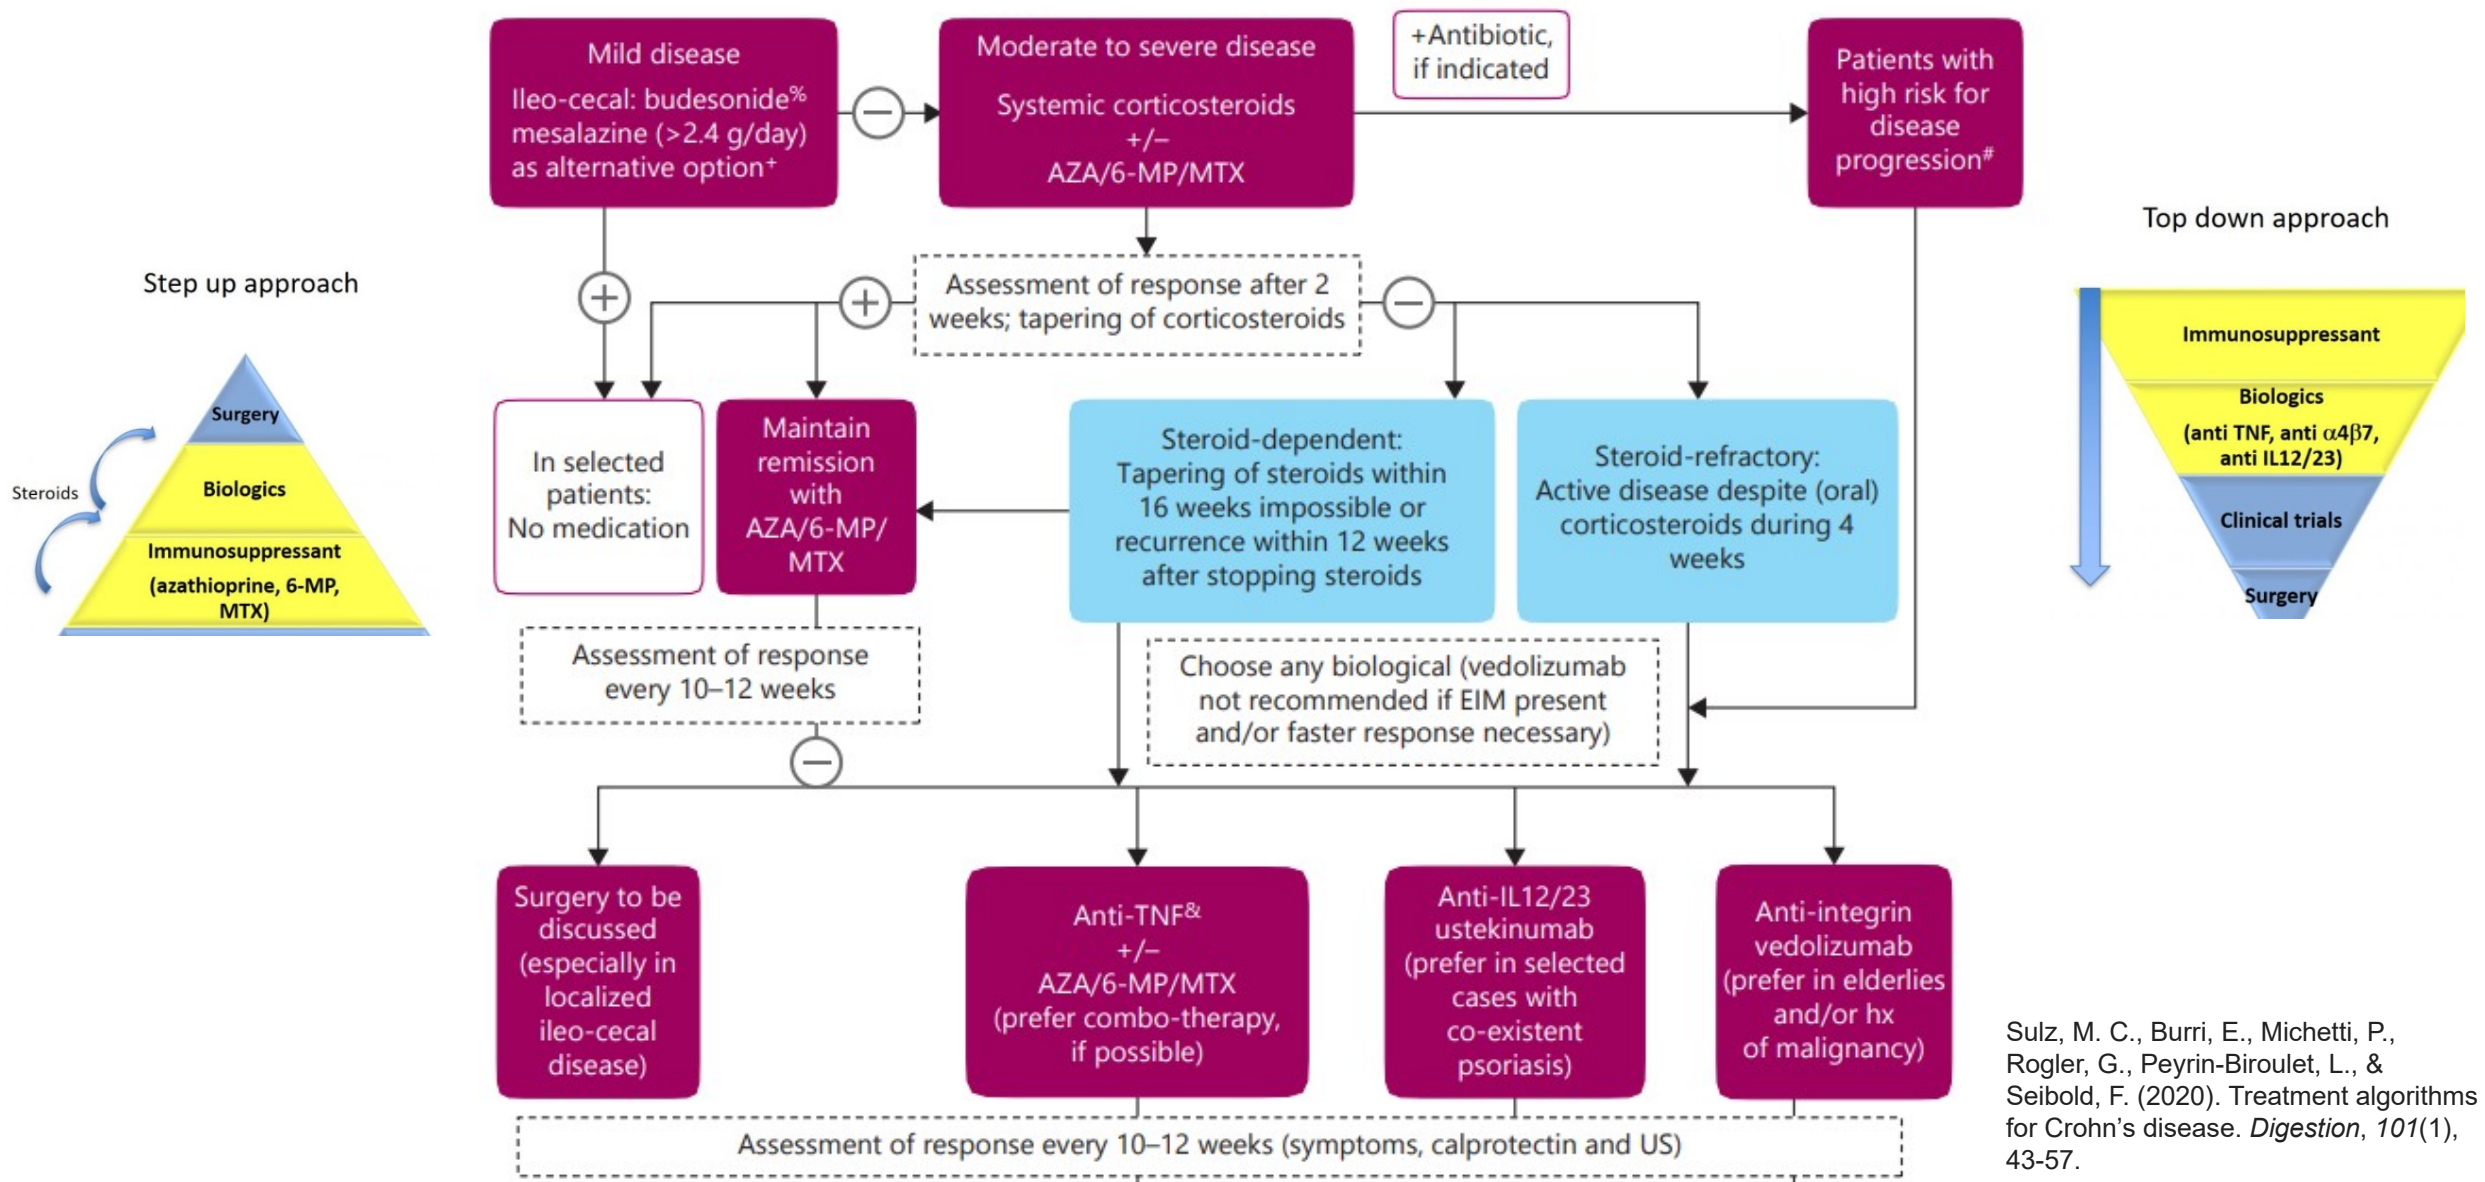 Mild disease
Ileo-cecal: budesonide%
mesalazine (>2.4 g/day)
as alternative option+
−
Moderate to severe disease
Systemic corticosteroids
+/−
AZA/6-MP/MTX
+Antibiotic,
if indicated
Patients with
high risk for
disease
progression#
Step up approach
Surgery
Steroids
Biologics
Immunosuppressant
(azathioprine, 6-MP,
MTX)
Top down approach
Immunosuppressant
Biologics
(anti TNF, anti α4β7,
anti IL12/23)
Clinical trials
Surgery
+
+
Assessment of response after 2
weeks; tapering of corticosteroids
−
In selected
patients:
No medication
Maintain
remission
with
AZA/6-MP/
MTX
Steroid-dependent:
Tapering of steroids within
16 weeks impossible or
recurrence within 12 weeks
after stopping steroids
Steroid-refractory:
Active disease despite (oral)
corticosteroids during 4
weeks
Assessment of response
every 10–12 weeks
−
Choose any biological (vedolizumab
not recommended if EIM present
and/or faster response necessary)
Surgery to be
discussed
(especially in
localized
ileo-cecal
disease)
Anti-TNF&
+/−
AZA/6-MP/MTX
(prefer combo-therapy,
if possible)
Anti-IL12/23
ustekinumab
(prefer in selected
cases with
co-existent
psoriasis)
Anti-integrin
vedolizumab
(prefer in elderlies
and/or hx
of malignancy)
Assessment of response every 10–12 weeks (symptoms, calprotectin and US)
Sulz, M. C., Burri, E., Michetti, P.,
Rogler, G., Peyrin-Biroulet, L., &
Seibold, F. (2020). Treatment algorithms
for Crohn's disease. Digestion, 101(1),
43-57.